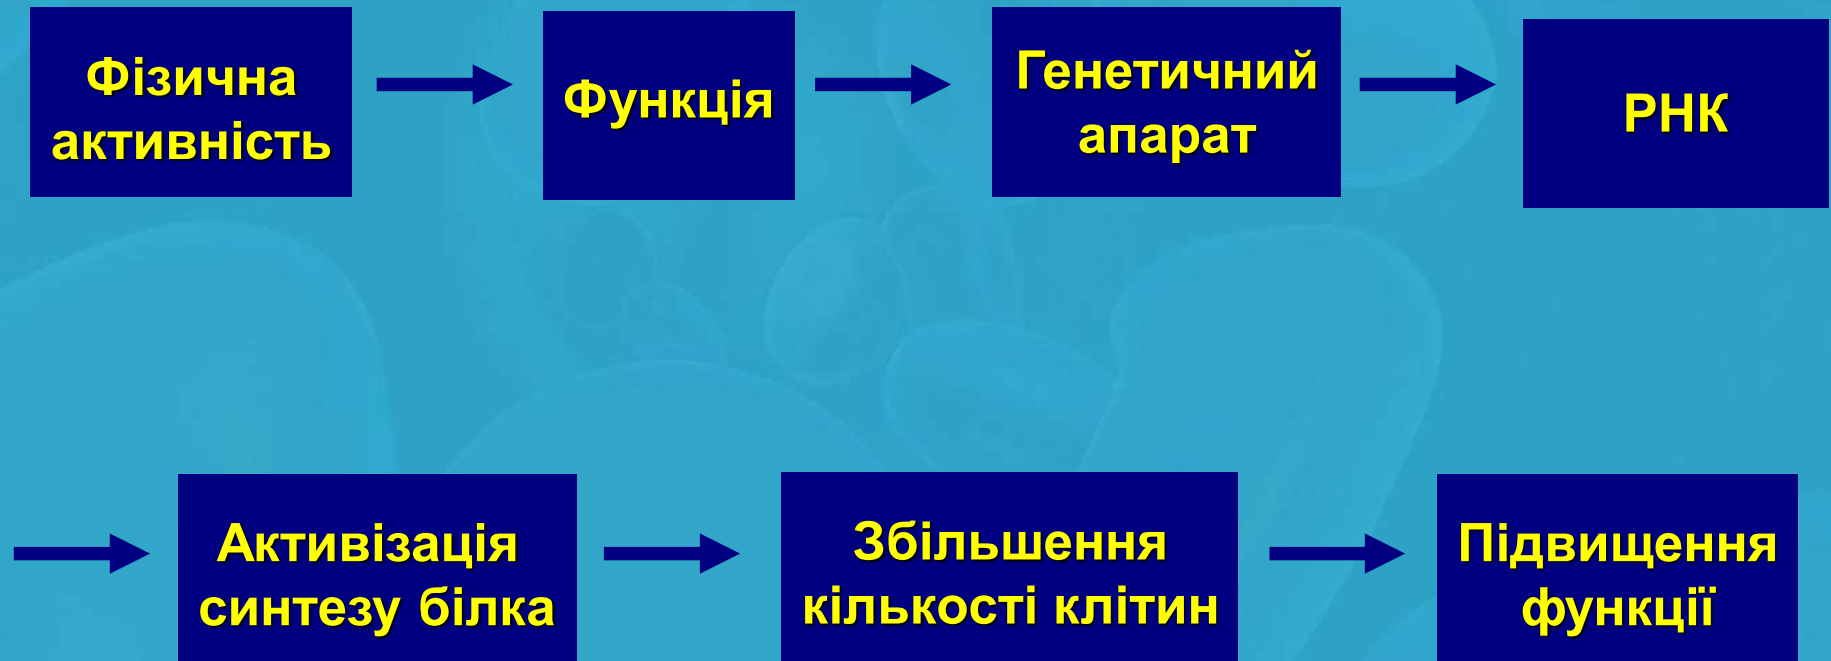 Фізична
активність
Функція
Генетичний
апарат
РНК
Активізація
синтезу білка
Збільшення
кількості клітин
Підвищення
функції